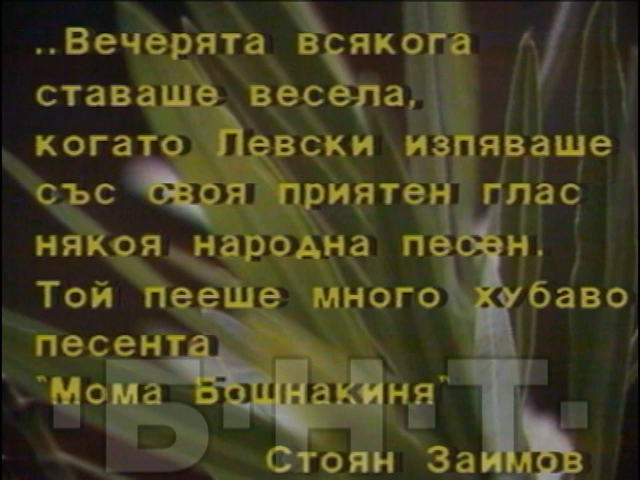 ..Вечерята всякога
ставаше весела,
когато Левски изпяваше
със своя приятен глас
някоя народна песен.
Той пееше много хубаво
песента
"Мома Бошнакиня"
Стоян Заимов
·Б·Н·Т·